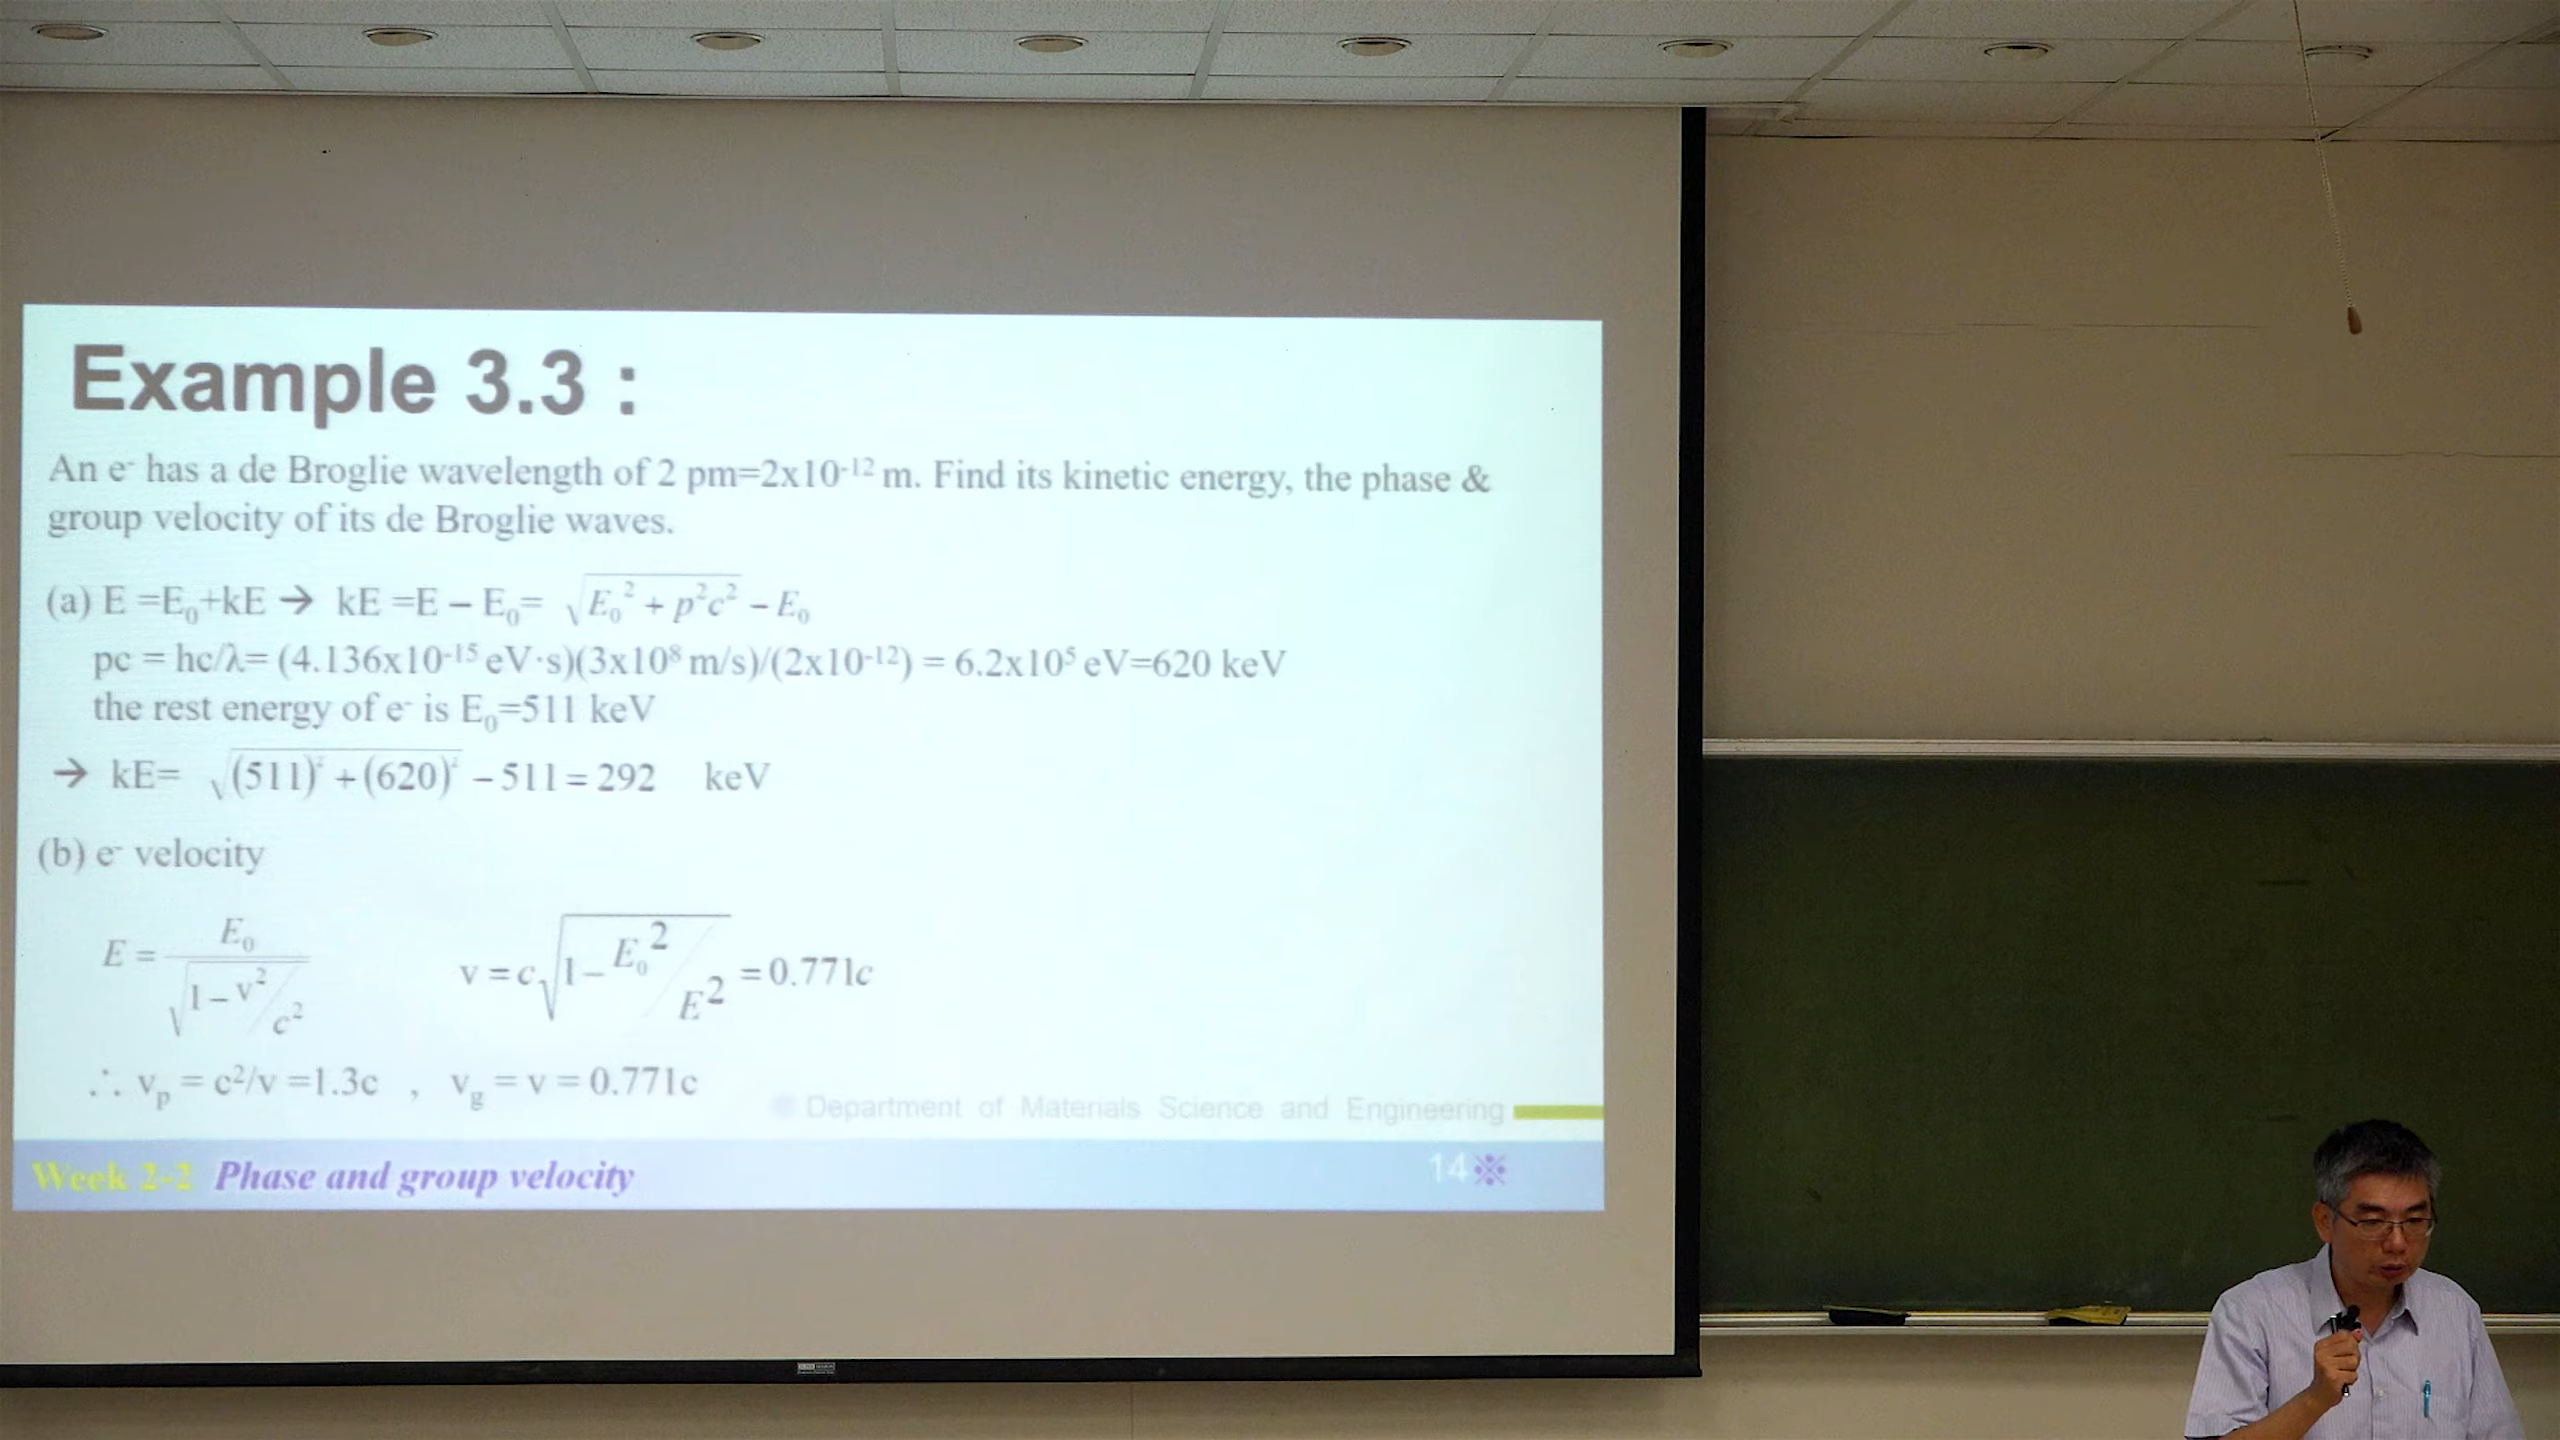 Example 3.3 :
An e⁻ has a de Broglie wavelength of 2 pm=2x10⁻¹² m. Find its kinetic energy, the phase &
group velocity of its de Broglie waves.
(a) E =E₀+kE → kE =E – E₀= √(E₀² + p²c²) – E₀
pc = hc/λ= (4.136x10⁻¹⁵ eV·s)(3x10⁸ m/s)/(2x10⁻¹²) = 6.2x10⁵ eV=620 keV
the rest energy of e⁻ is E₀=511 keV
→ kE= √((511)² + (620)²) – 511 = 292 keV
(b) e⁻ velocity
E = E₀ / √(1 – v²/c²) v = c√(1 – E₀²/E²) = 0.771c
∴ vₚ = c²/v =1.3c , v_g = v = 0.771c
Department of Materials Science and Engineering
Week 2-2 Phase and group velocity 14※